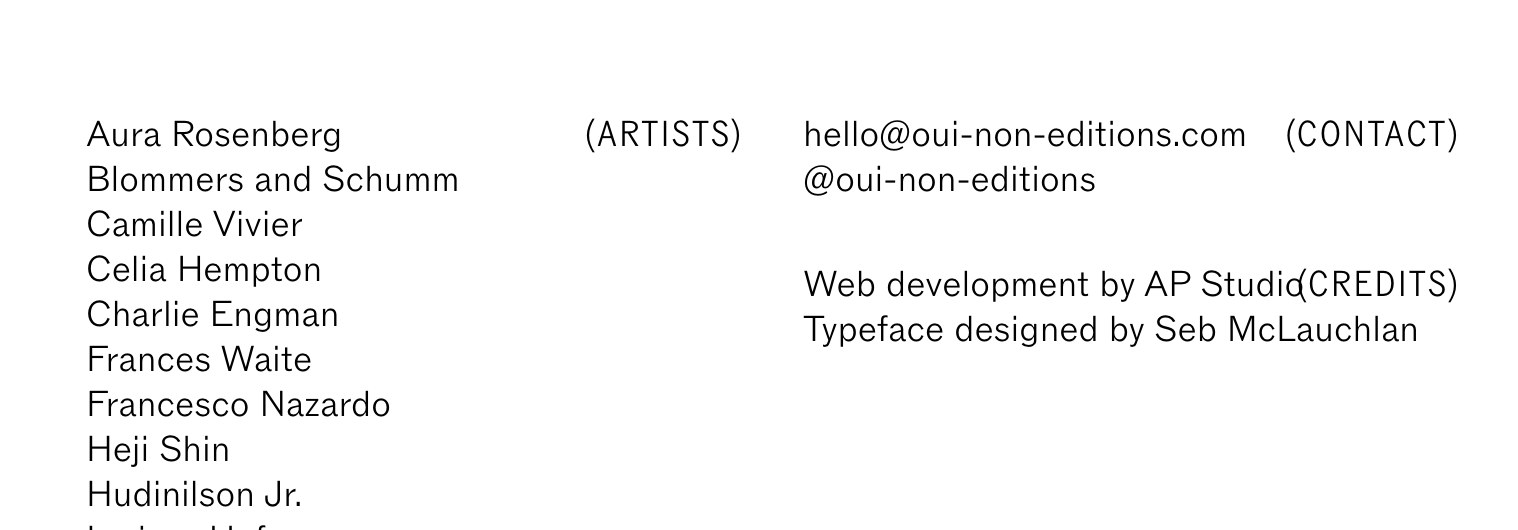 Aura Rosenberg (ARTISTS)
Blommers and Schumm
Camille Vivier
Celia Hempton
Charlie Engman
Frances Waite
Francesco Nazardo
Heji Shin
Hudinilson Jr.
hello@oui-non-editions.com (CONTACT)
@oui-non-editions
Web development by AP Studio (CREDITS)
Typeface designed by Seb McLauchlan